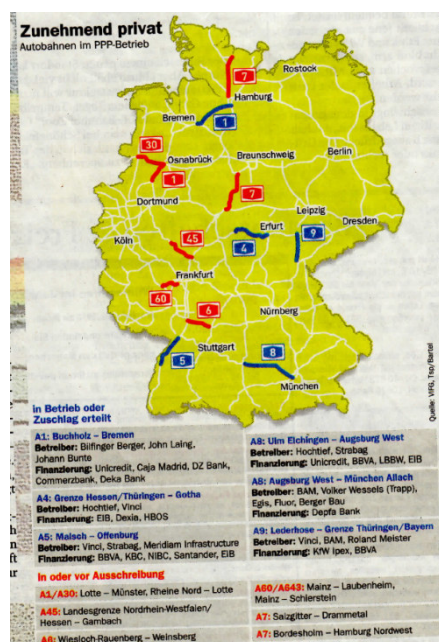 Zunehmend privat
Autobahnen im PPP-Betrieb
7
Rostock
Hamburg
Bremen
1
30
Osnabrück
Braunschweig
Berlin
1
7
Dortmund
Leipzig
Erfurt
9
Dresden
Köln
45
4
Frankfurt
60
6
Nürnberg
Stuttgart
5
8
München
Quelle: VIFG, Tsp/Bartel
in Betrieb oder
Zuschlag erteilt
A1: Buchholz – Bremen
Betreiber: Bilfinger Berger, John Laing,
Johann Bunte
Finanzierung: Unicredit, Caja Madrid, DZ Bank,
Commerzbank, Deka Bank
A4: Grenze Hessen/Thüringen – Gotha
Betreiber: Hochtief, Vinci
Finanzierung: EIB, Dexia, HBOS
A5: Malsch – Offenburg
Betreiber: Vinci, Strabag, Meridiam Infrastructure
Finanzierung: BBVA, KBC, NIBC, Santander, EIB
A8: Ulm Elchingen – Augsburg West
Betreiber: Hochtief, Strabag
Finanzierung: Unicredit, BBVA, LBBW, EIB
A8: Augsburg West – München Allach
Betreiber: BAM, Volker Wessels (Trapp),
Egis, Fluor, Berger Bau
Finanzierung: Depfa Bank
A9: Lederhose – Grenze Thüringen/Bayern
Betreiber: Vinci, BAM, Roland Meister
Finanzierung: KfW Ipex, BBVA
In oder vor Ausschreibung
A1/A30: Lotte – Münster, Rheine Nord – Lotte
A45: Landesgrenze Nordrhein-Westfalen/
Hessen – Gambach
A6: Wiesloch-Rauenberg – Weinsberg
A60/A643: Mainz – Laubenheim,
Mainz – Schierstein
A7: Salzgitter – Drammetal
A7: Bordesholm – Hamburg Nordwest